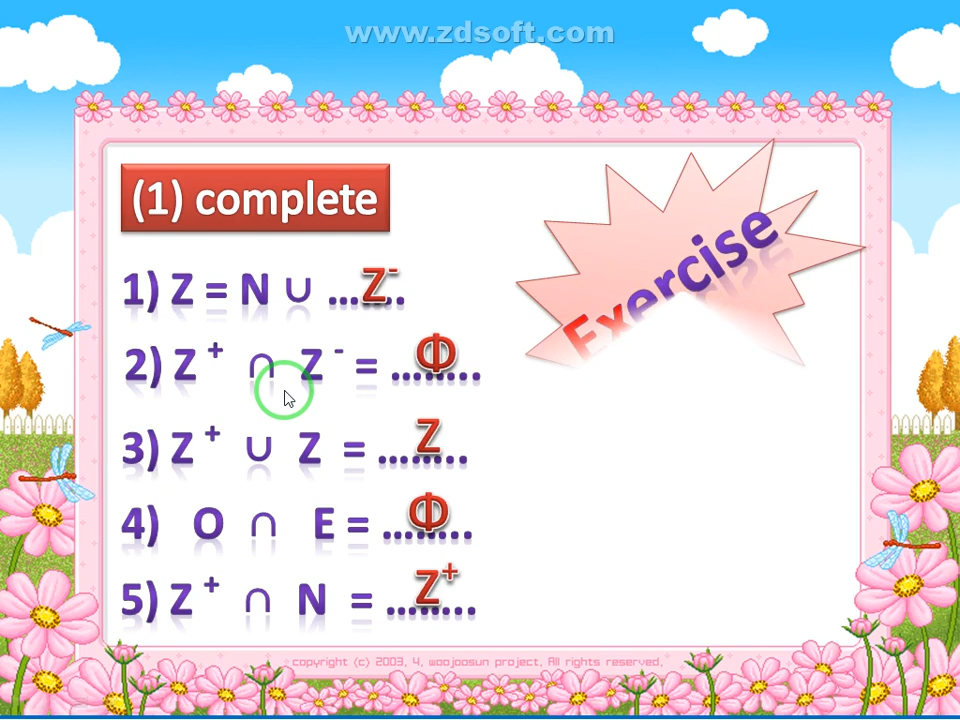 www.zdsoft.com
(1) complete
Exercise
1) Z = N ∪ ...Z⁻..
2) Z ⁺ ∩ Z ⁻ = ...Φ.....
3) Z ⁺ ∪ Z = ...Z.....
4) O ∩ E = ...Φ.....
5) Z ⁺ ∩ N = ...Z⁺.....
copyright (c) 2003, 4, woojoosun project, All rights reserved,